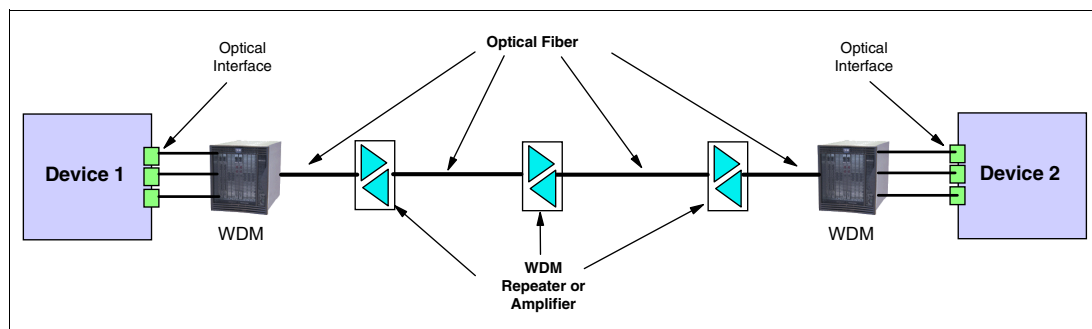 Optical
Interface
Optical Fiber
Optical
Interface
Device 1
Device 2
WDM
WDM
WDM
Repeater or
Amplifier